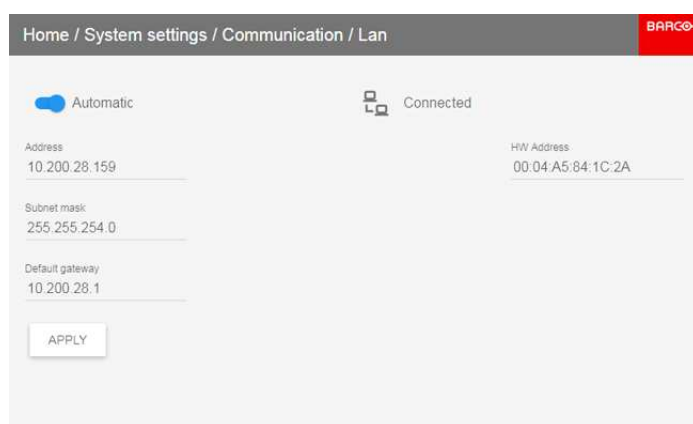 Home / System settings / Communication / Lan
BARCO
Automatic
Connected
Address
10.200.28.159
HW Address
00:04:A5:84:1C:2A
Subnet mask
255.255.254.0
Default gateway
10.200.28.1
APPLY